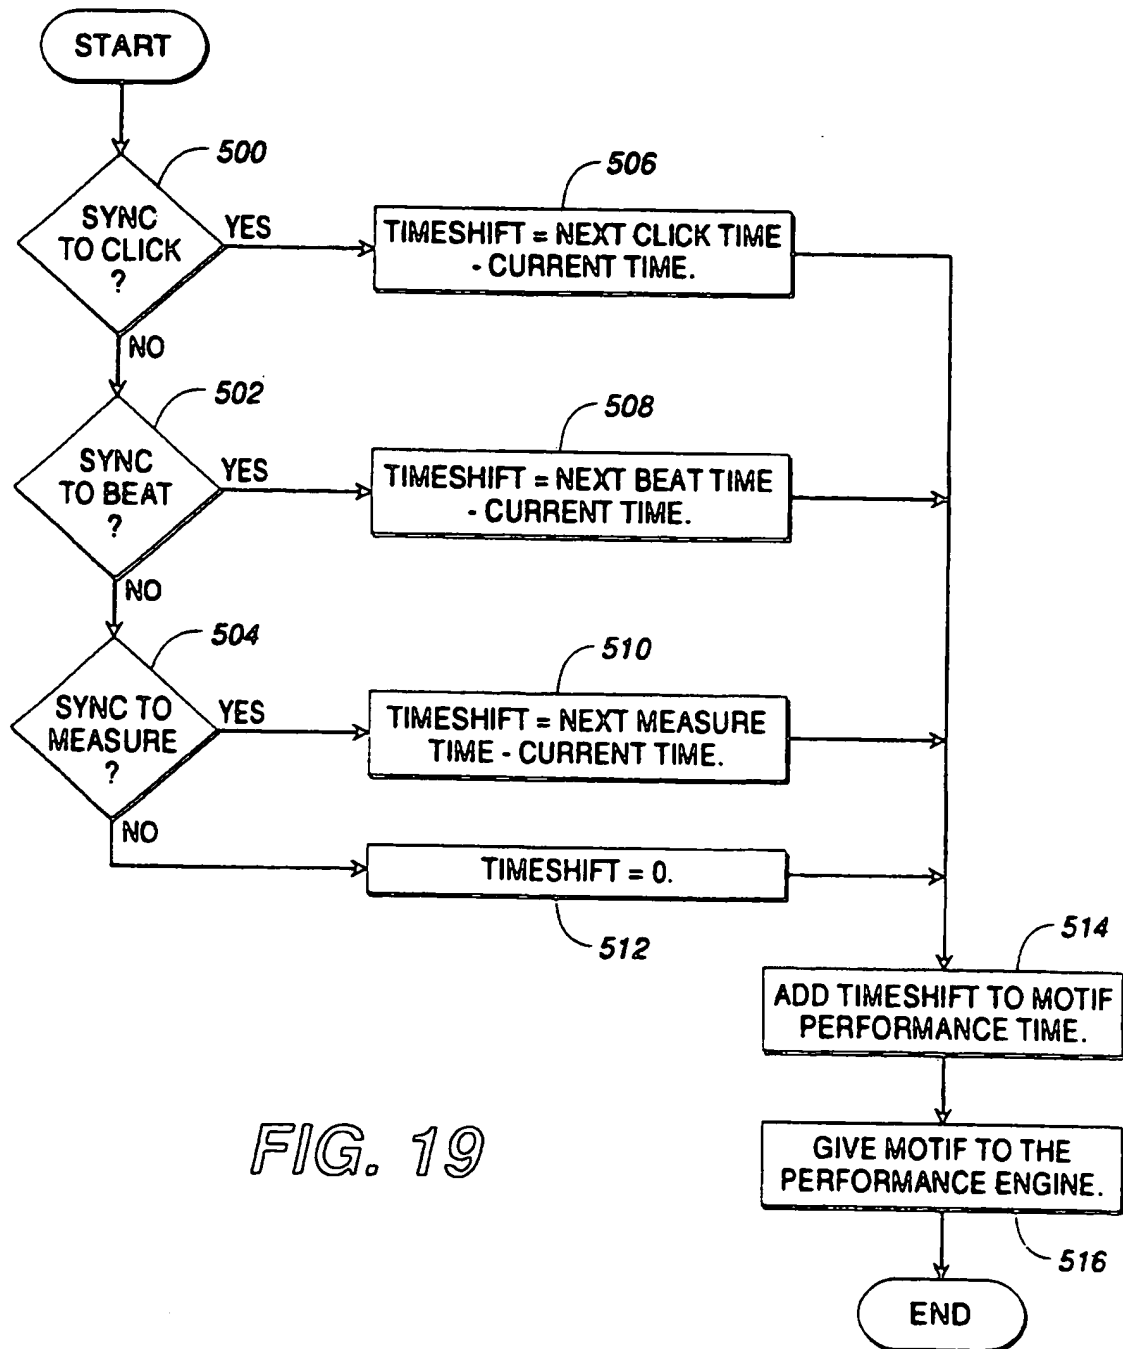 START
500
SYNC
TO CLICK
?
YES
506
TIMESHIFT = NEXT CLICK TIME
- CURRENT TIME.
NO
502
SYNC
TO BEAT
?
YES
508
TIMESHIFT = NEXT BEAT TIME
- CURRENT TIME.
NO
504
SYNC TO
MEASURE
?
YES
510
TIMESHIFT = NEXT MEASURE
TIME - CURRENT TIME.
NO
TIMESHIFT = 0.
512
514
ADD TIMESHIFT TO MOTIF
PERFORMANCE TIME.
GIVE MOTIF TO THE
PERFORMANCE ENGINE.
516
END
FIG. 19